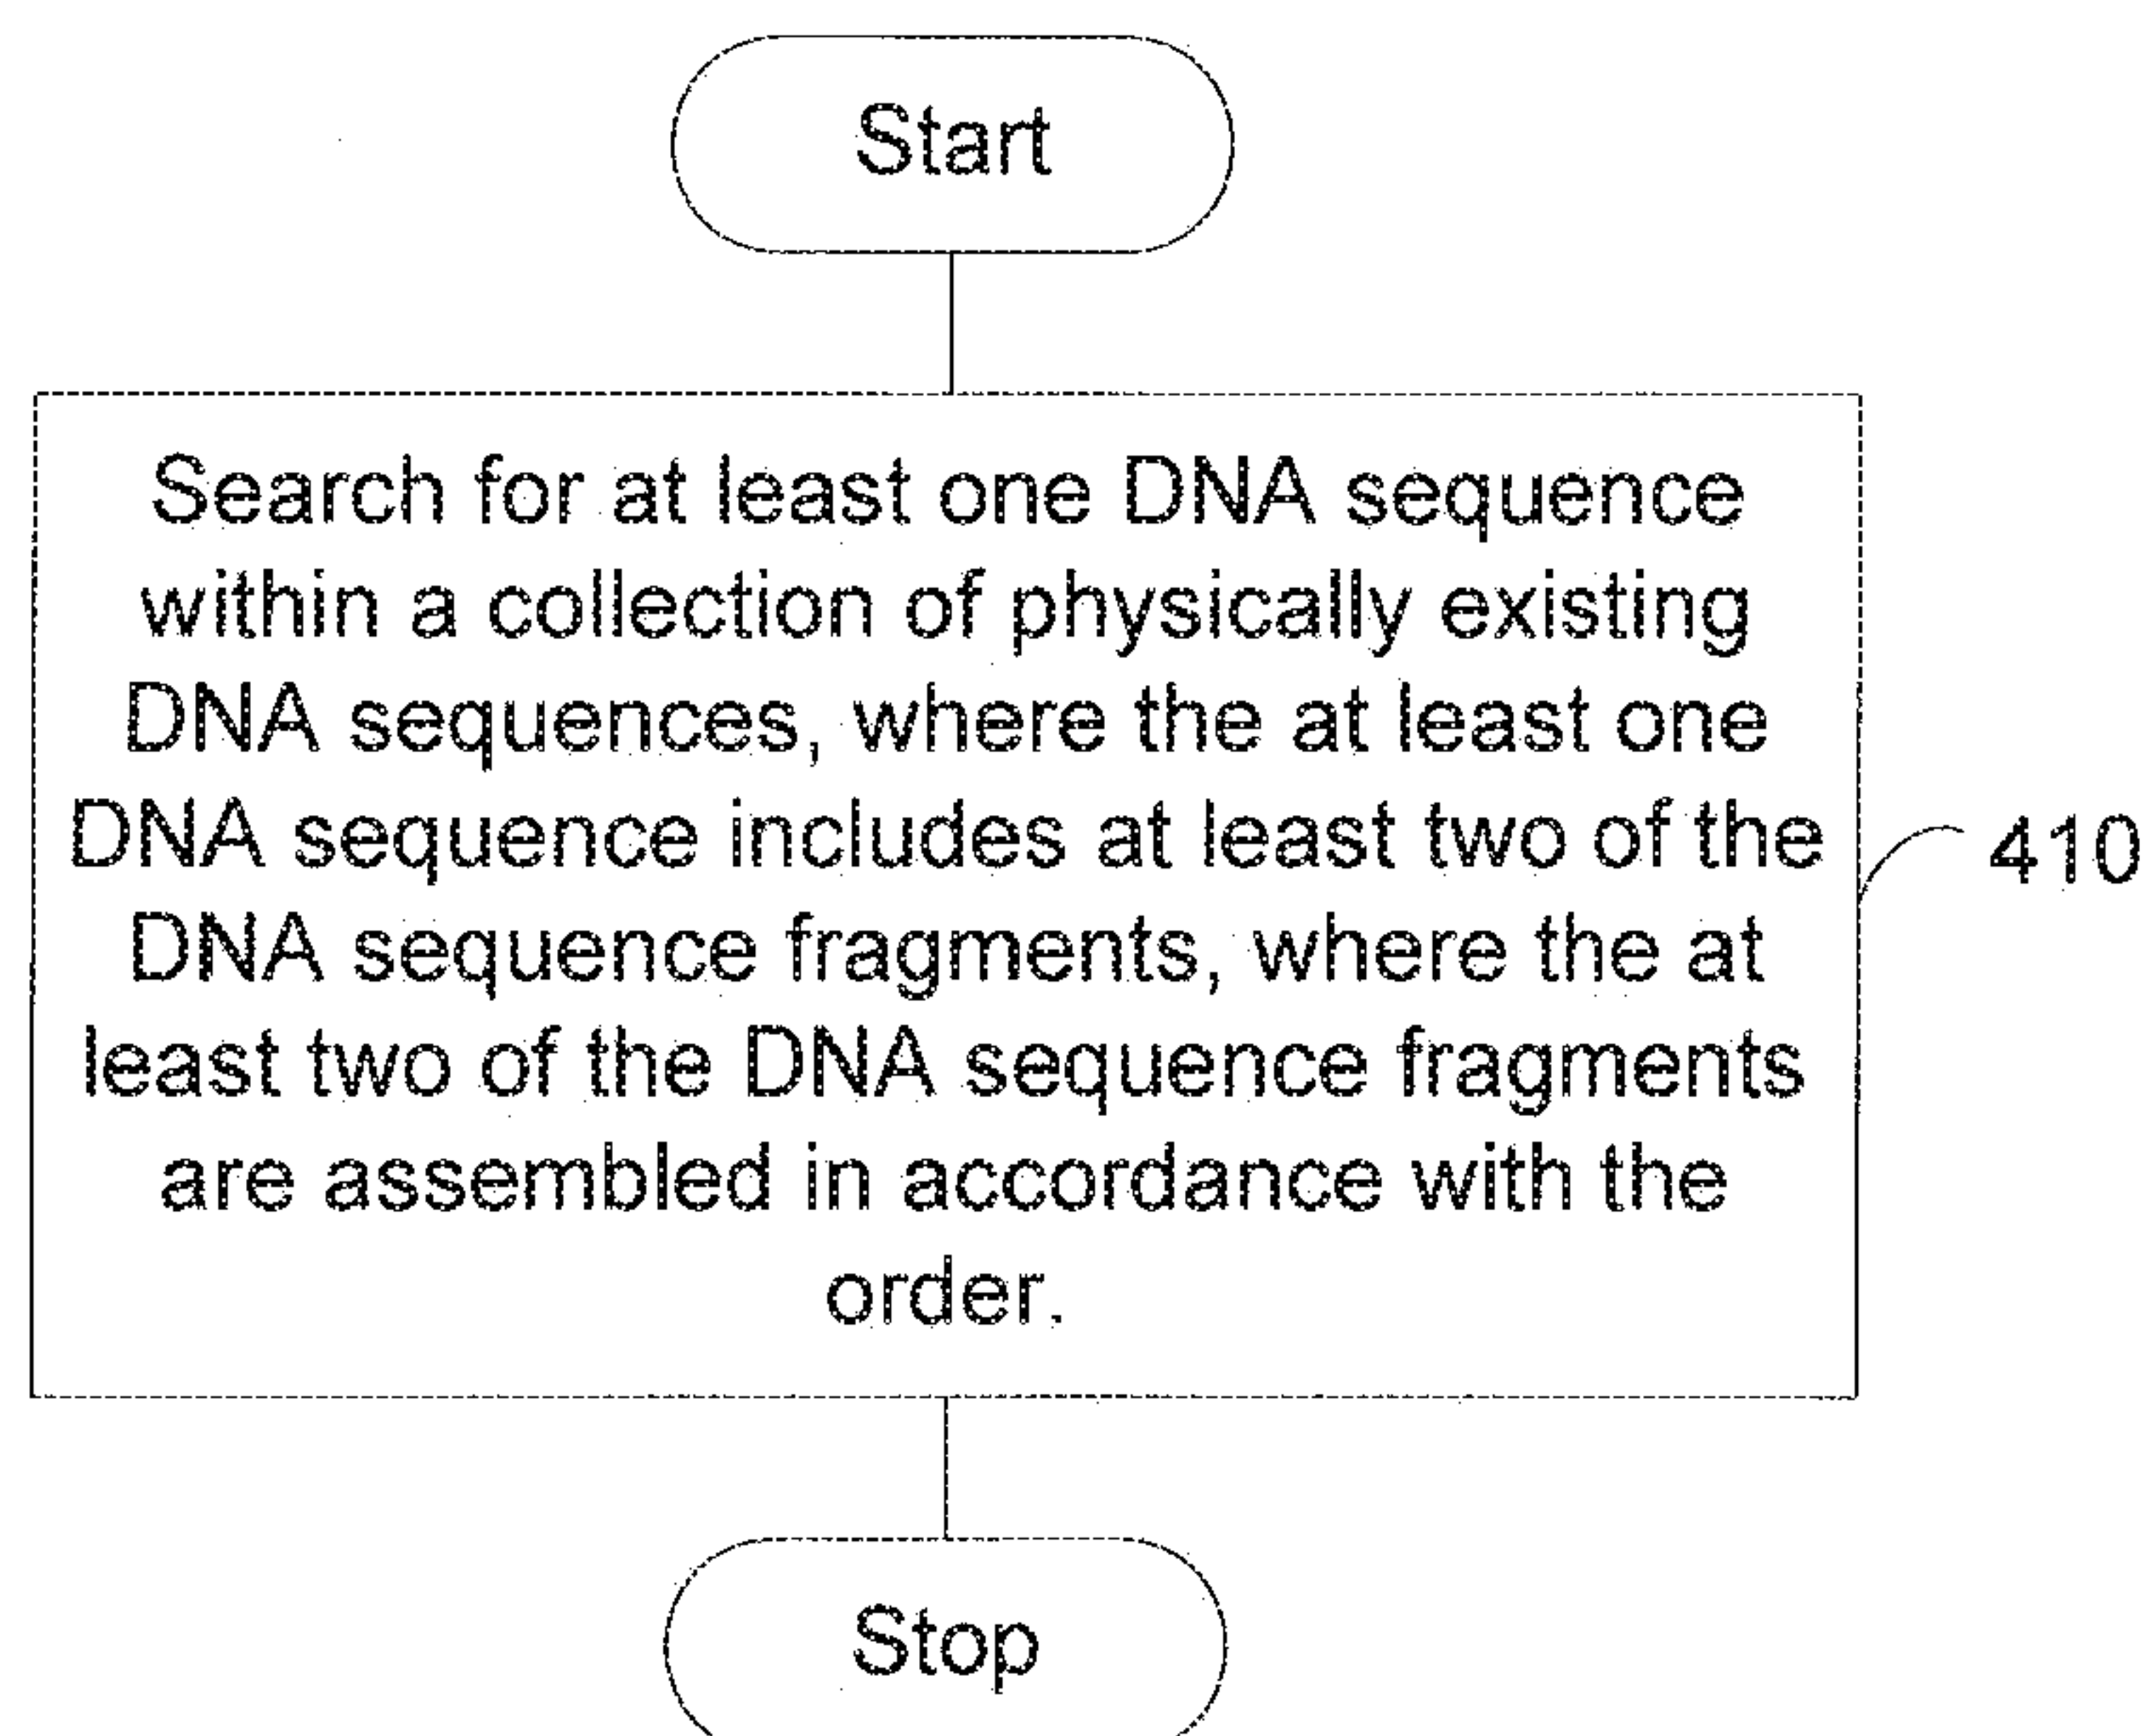 Start
Search for at least one DNA sequence
within a collection of physically existing
DNA sequences, where the at least one
DNA sequence includes at least two of the
DNA sequence fragments, where the at
least two of the DNA sequence fragments
are assembled in accordance with the
order.
410
Stop